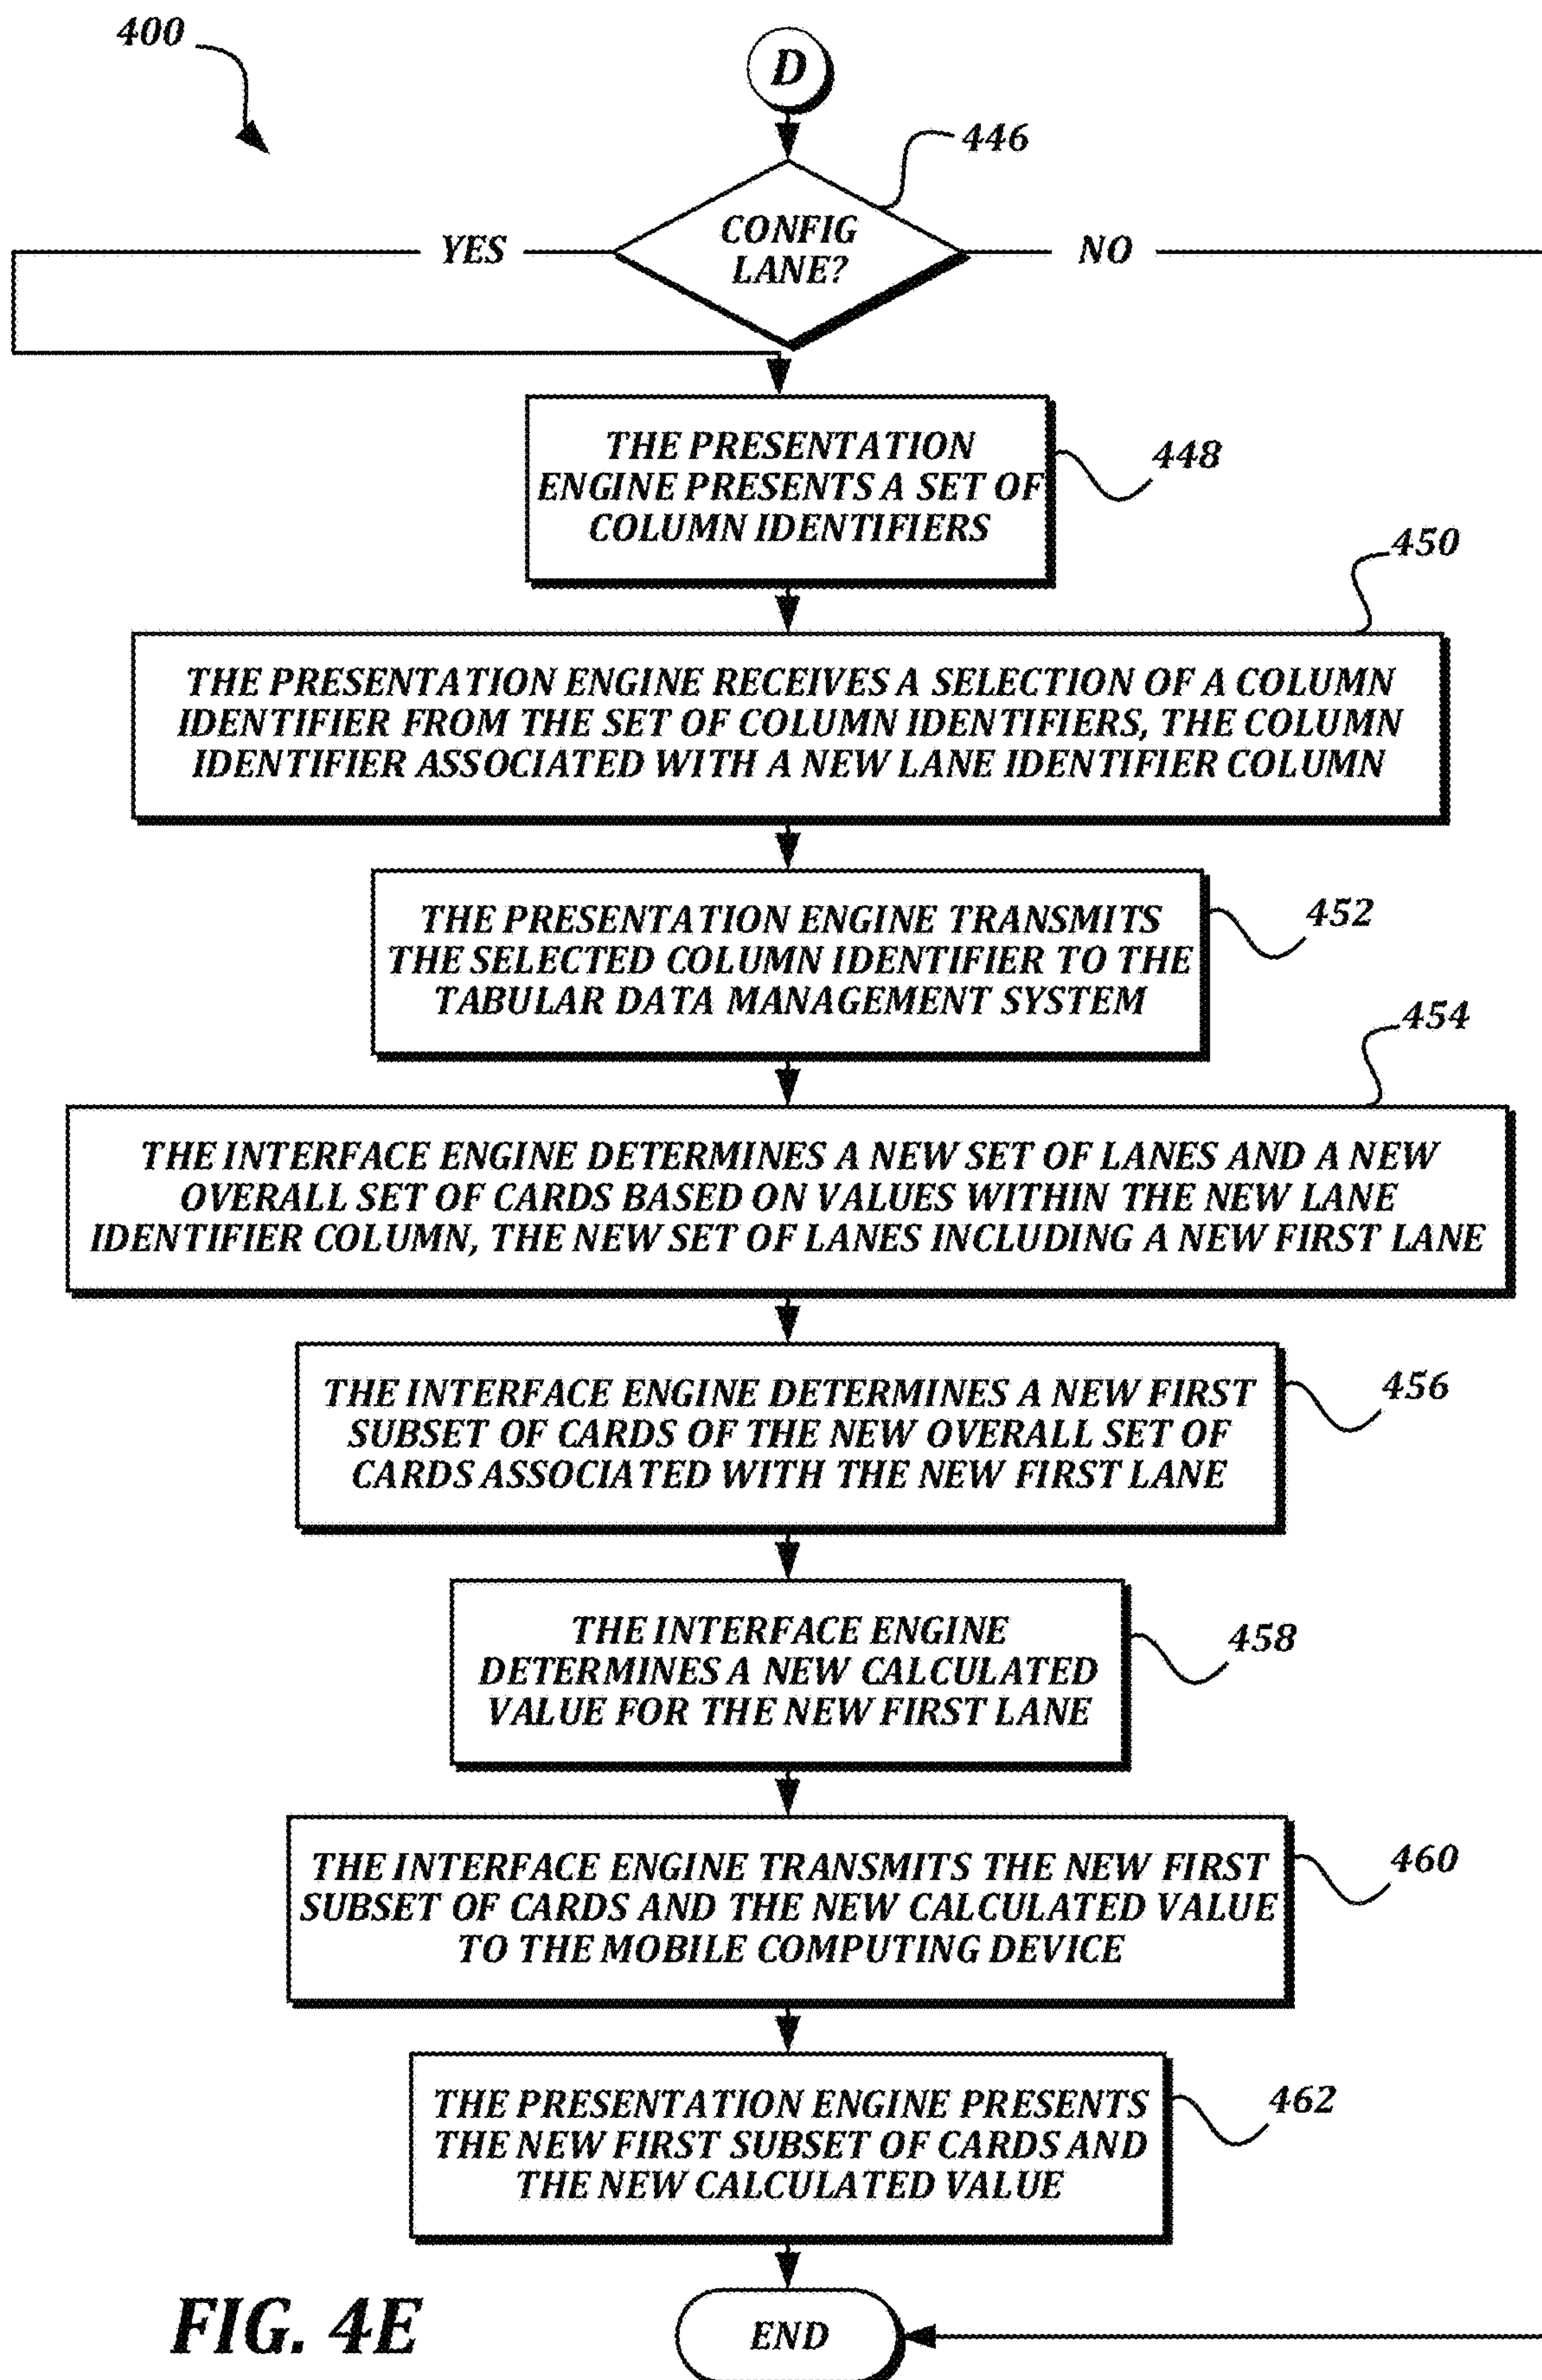 400
D
446
CONFIG
LANE?
YES
NO
THE PRESENTATION
ENGINE PRESENTS A SET OF
COLUMN IDENTIFIERS
448
450
THE PRESENTATION ENGINE RECEIVES A SELECTION OF A COLUMN
IDENTIFIER FROM THE SET OF COLUMN IDENTIFIERS, THE COLUMN
IDENTIFIER ASSOCIATED WITH A NEW LANE IDENTIFIER COLUMN
THE PRESENTATION ENGINE TRANSMITS
THE SELECTED COLUMN IDENTIFIER TO THE
TABULAR DATA MANAGEMENT SYSTEM
452
454
THE INTERFACE ENGINE DETERMINES A NEW SET OF LANES AND A NEW
OVERALL SET OF CARDS BASED ON VALUES WITHIN THE NEW LANE
IDENTIFIER COLUMN, THE NEW SET OF LANES INCLUDING A NEW FIRST LANE
THE INTERFACE ENGINE DETERMINES A NEW FIRST
SUBSET OF CARDS OF THE NEW OVERALL SET OF
CARDS ASSOCIATED WITH THE NEW FIRST LANE
456
THE INTERFACE ENGINE
DETERMINES A NEW CALCULATED
VALUE FOR THE NEW FIRST LANE
458
THE INTERFACE ENGINE TRANSMITS THE NEW FIRST
SUBSET OF CARDS AND THE NEW CALCULATED VALUE
TO THE MOBILE COMPUTING DEVICE
460
THE PRESENTATION ENGINE PRESENTS
THE NEW FIRST SUBSET OF CARDS AND
THE NEW CALCULATED VALUE
462
END
FIG. 4E